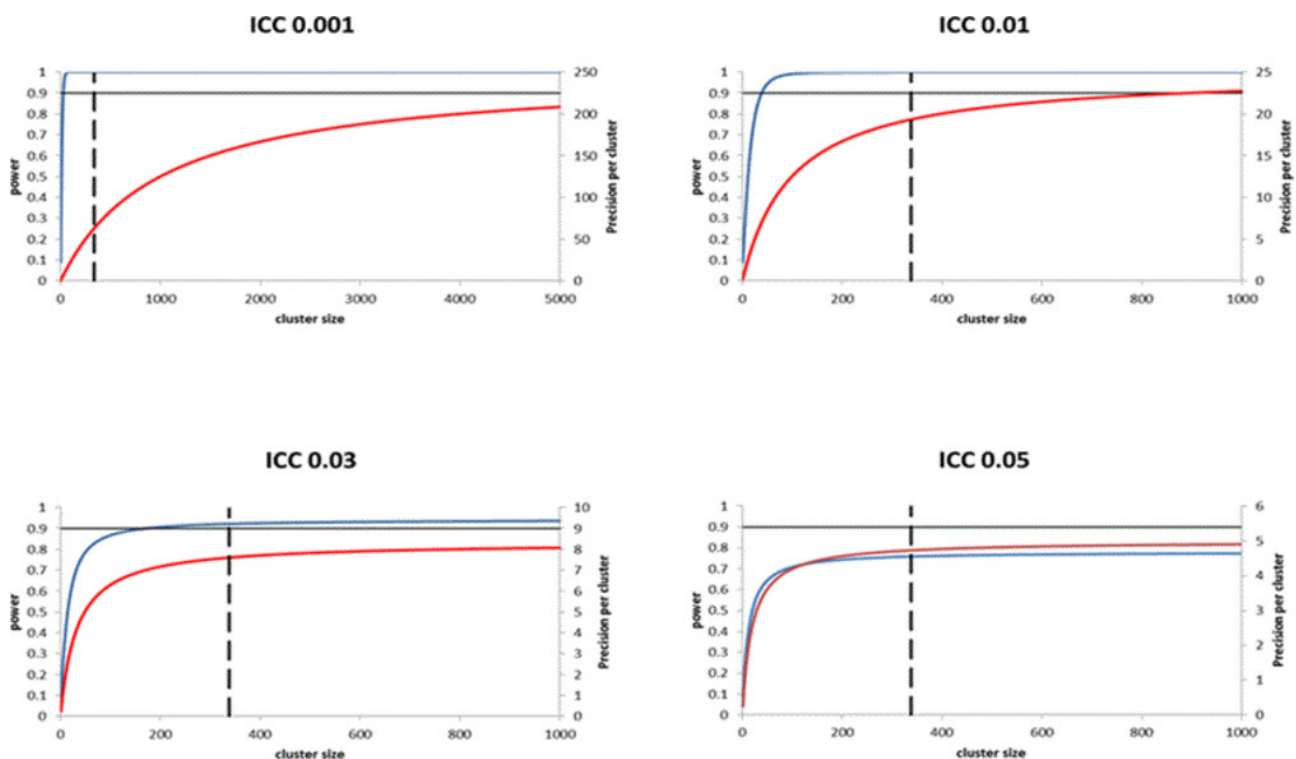 ICC 0.001
1 0.9 0.8 0.7 0.6 0.5 0.4 0.3 0.2 0.1 0
power
250 200 150 100 50 0
Precision per cluster
0 1000 2000 3000 4000 5000
cluster size
ICC 0.01
1 0.9 0.8 0.7 0.6 0.5 0.4 0.3 0.2 0.1 0
power
25 20 15 10 5 0
Precision per cluster
0 200 400 600 800 1000
cluster size
ICC 0.03
1 0.9 0.8 0.7 0.6 0.5 0.4 0.3 0.2 0.1 0
power
10 9 8 7 6 5 4 3 2 1 0
Precision per cluster
0 200 400 600 800 1000
cluster size
ICC 0.05
1 0.9 0.8 0.7 0.6 0.5 0.4 0.3 0.2 0.1 0
power
6 5 4 3 2 1 0
Precision per cluster
0 200 400 600 800 1000
cluster size